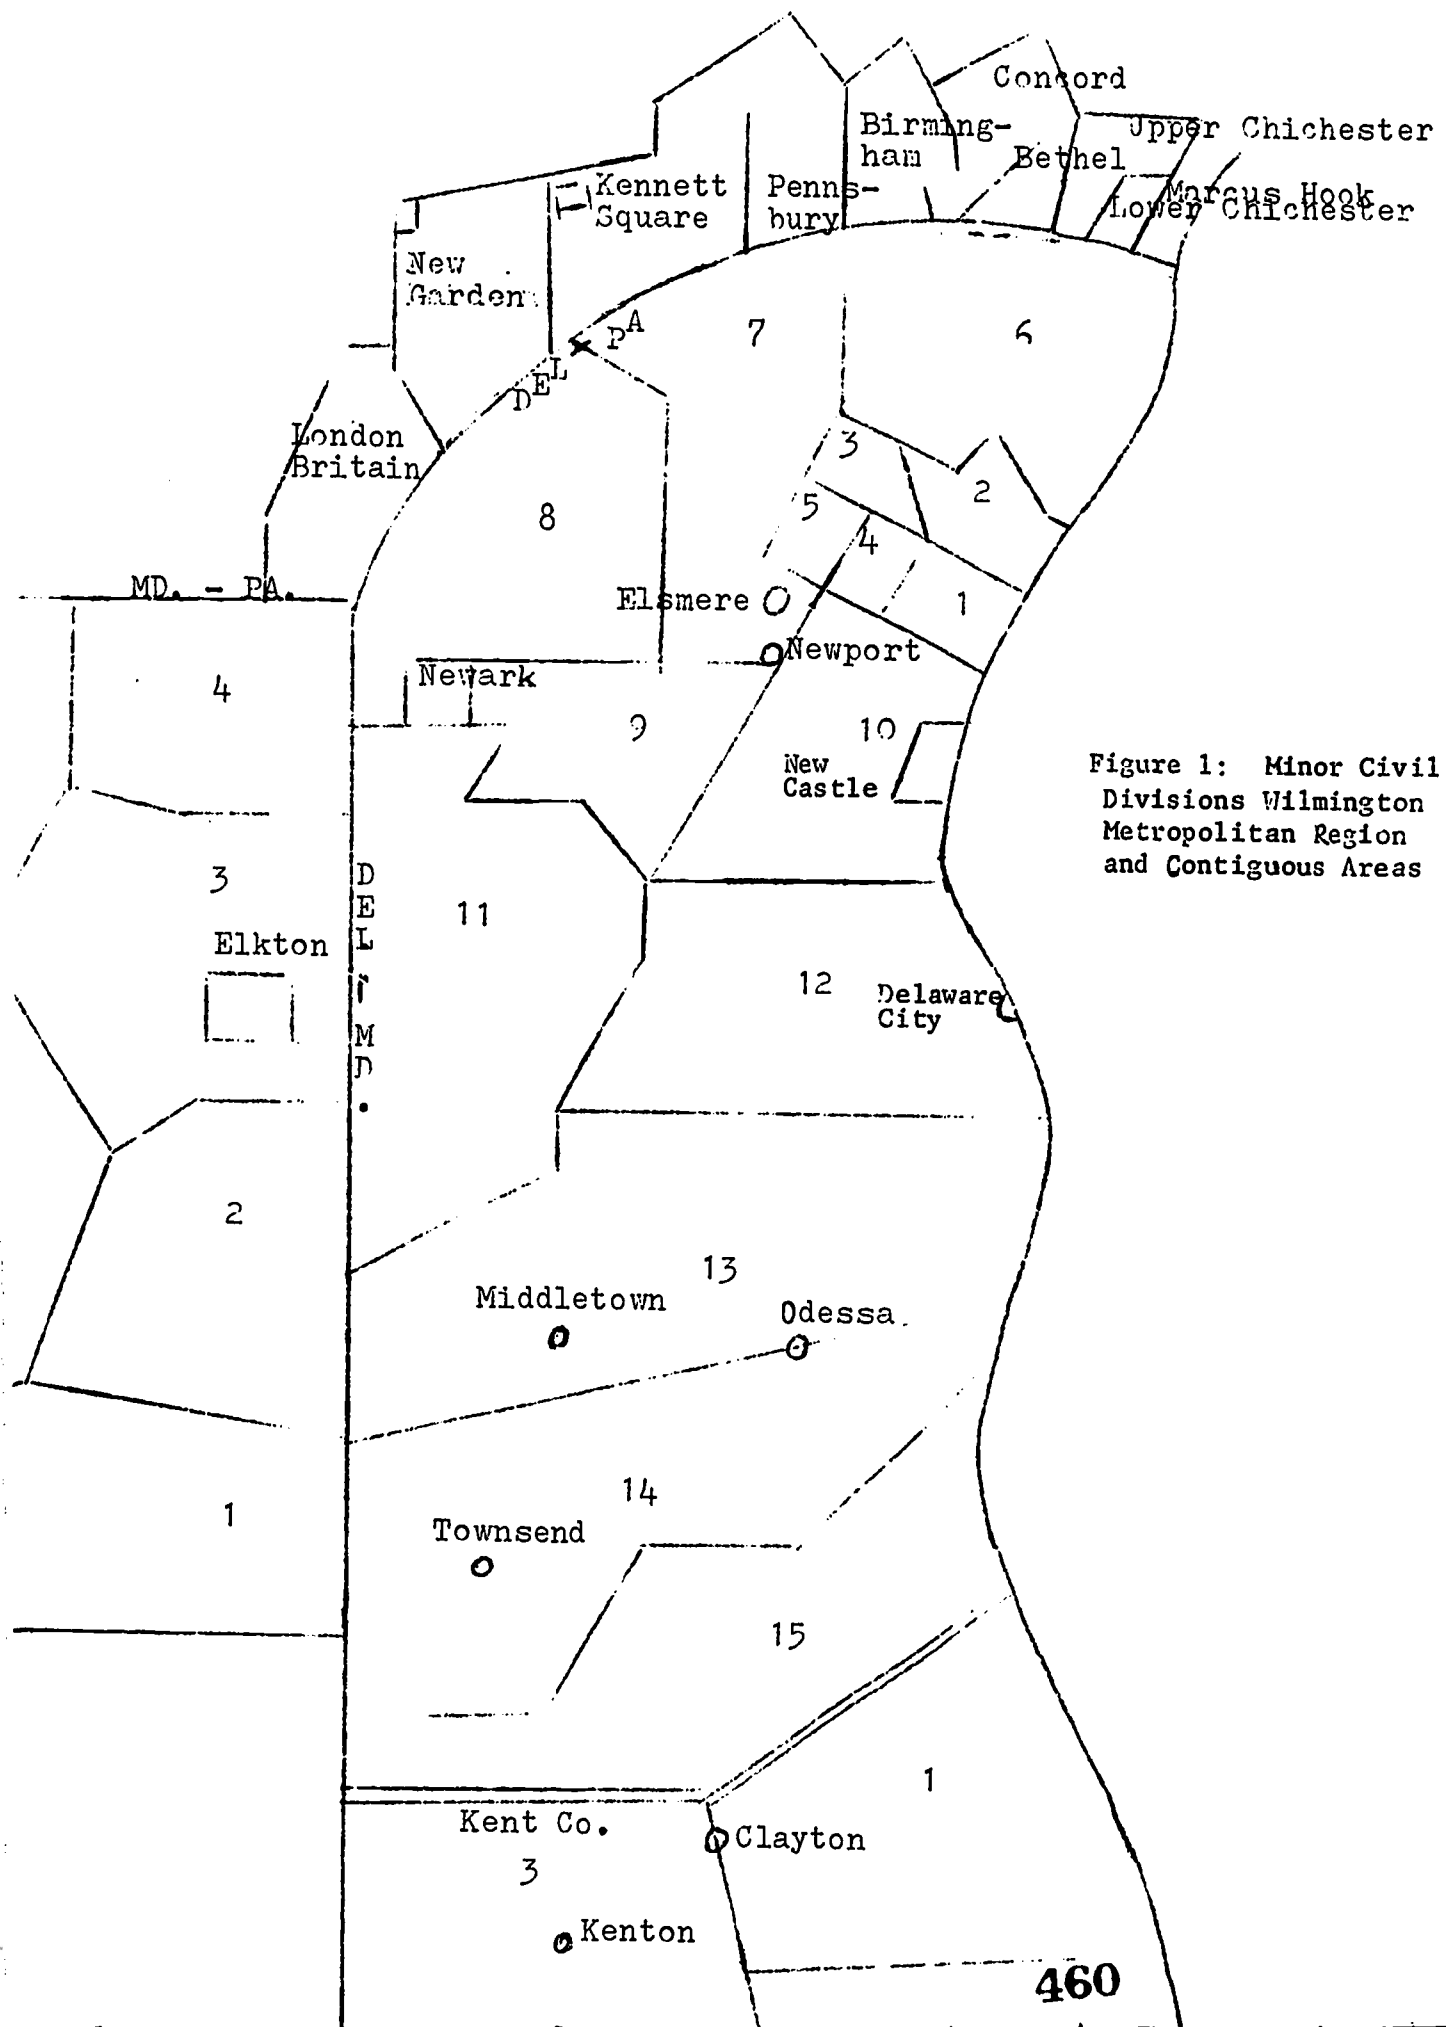 Concord
Birming-
ham
Upper Chichester
Bethel
Kennett
Square
Penns-
bury
Marcus Hook
Lower Chichester
New
Garden
PA
DEL
7
6
London
Britain
3
2
5
8
4
MD. - PA.
Elsmere
1
Newport
Newark
4
9
10
New
Castle
Figure 1: Minor Civil
Divisions Wilmington
Metropolitan Region
and Contiguous Areas
3
DEL
MD.
11
Elkton
12
Delaware
City
2
13
Middletown
Odessa
14
1
Townsend
15
1
Kent Co.
Clayton
3
Kenton
460